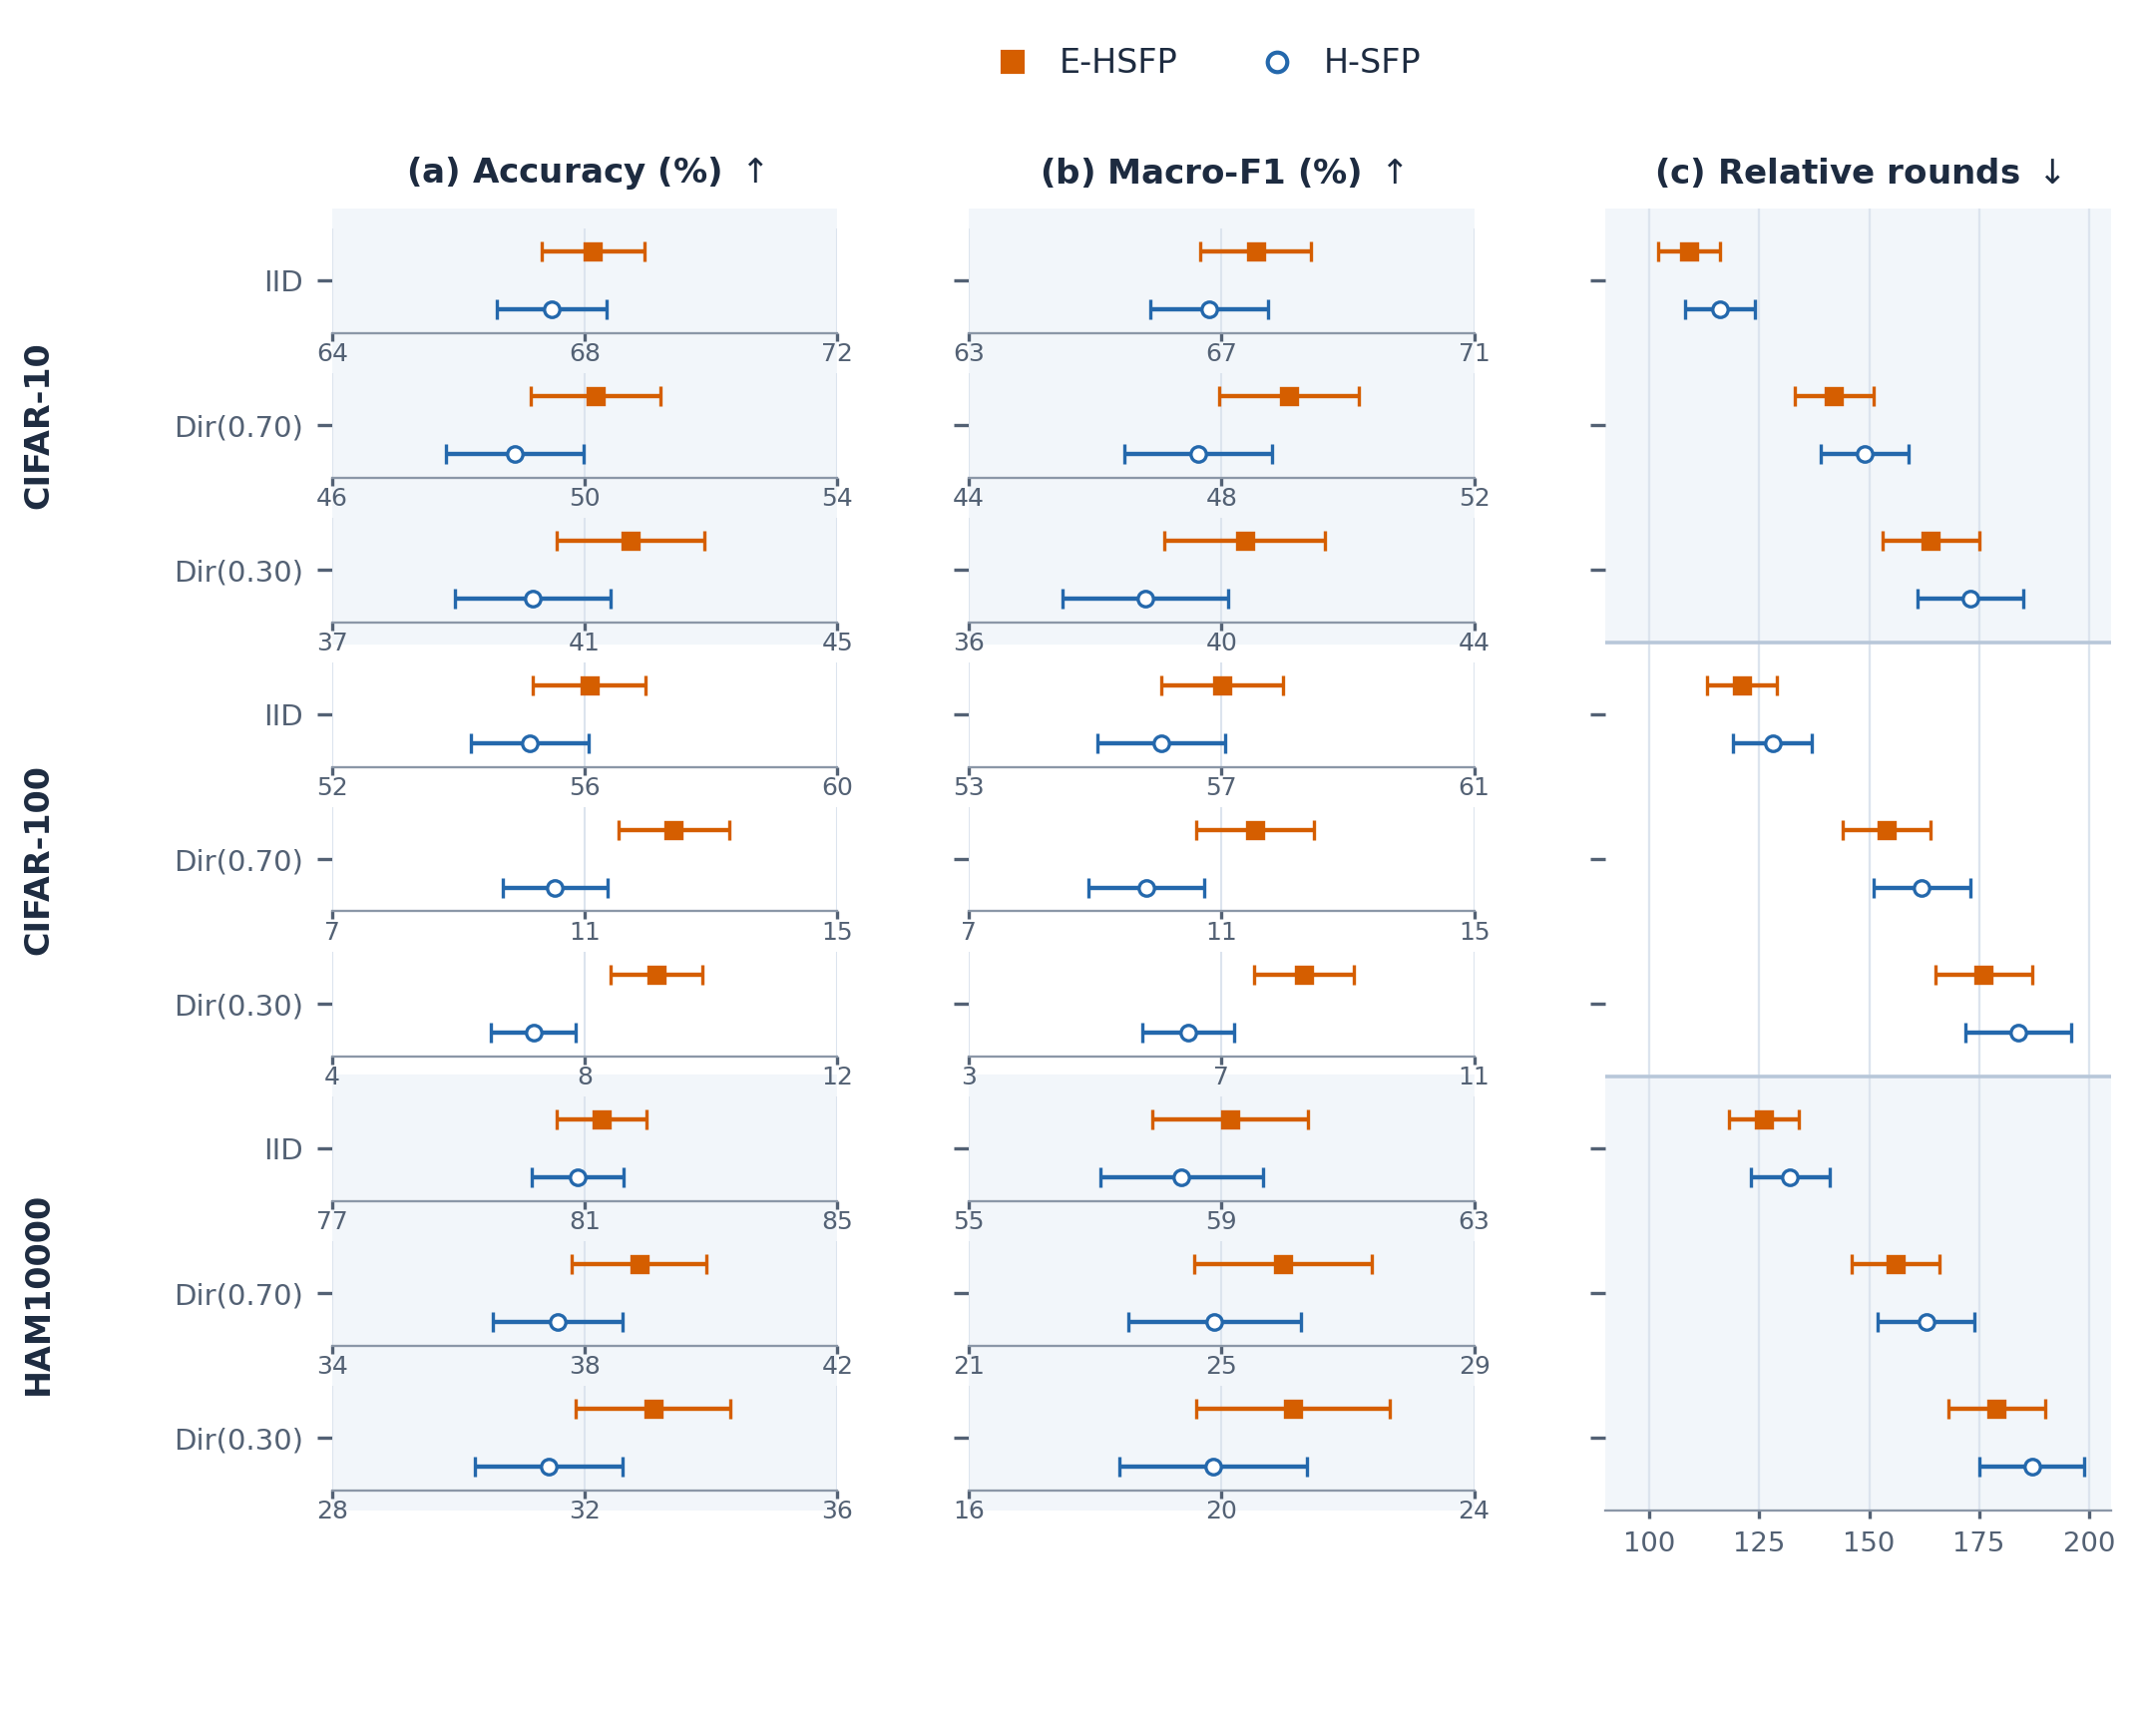 E-HSFP H-SFP
(a) Accuracy (%) ↑ (b) Macro-F1 (%) ↑ (c) Relative rounds ↓
CIFAR-10
IID
64 68 72 63 67 71
Dir(0.70)
46 50 54 44 48 52
Dir(0.30)
37 41 45 36 40 44
CIFAR-100
IID
52 56 60 53 57 61
Dir(0.70)
7 11 15 7 11 15
Dir(0.30)
4 8 12 3 7 11
HAM10000
IID
77 81 85 55 59 63
Dir(0.70)
34 38 42 21 25 29
Dir(0.30)
28 32 36 16 20 24
100 125 150 175 200